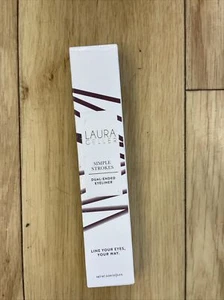 LAURA
GELLER
SIMPLE
STROKES
DUAL-ENDED
EYELINER
LINE YOUR EYES,
YOUR WAY.